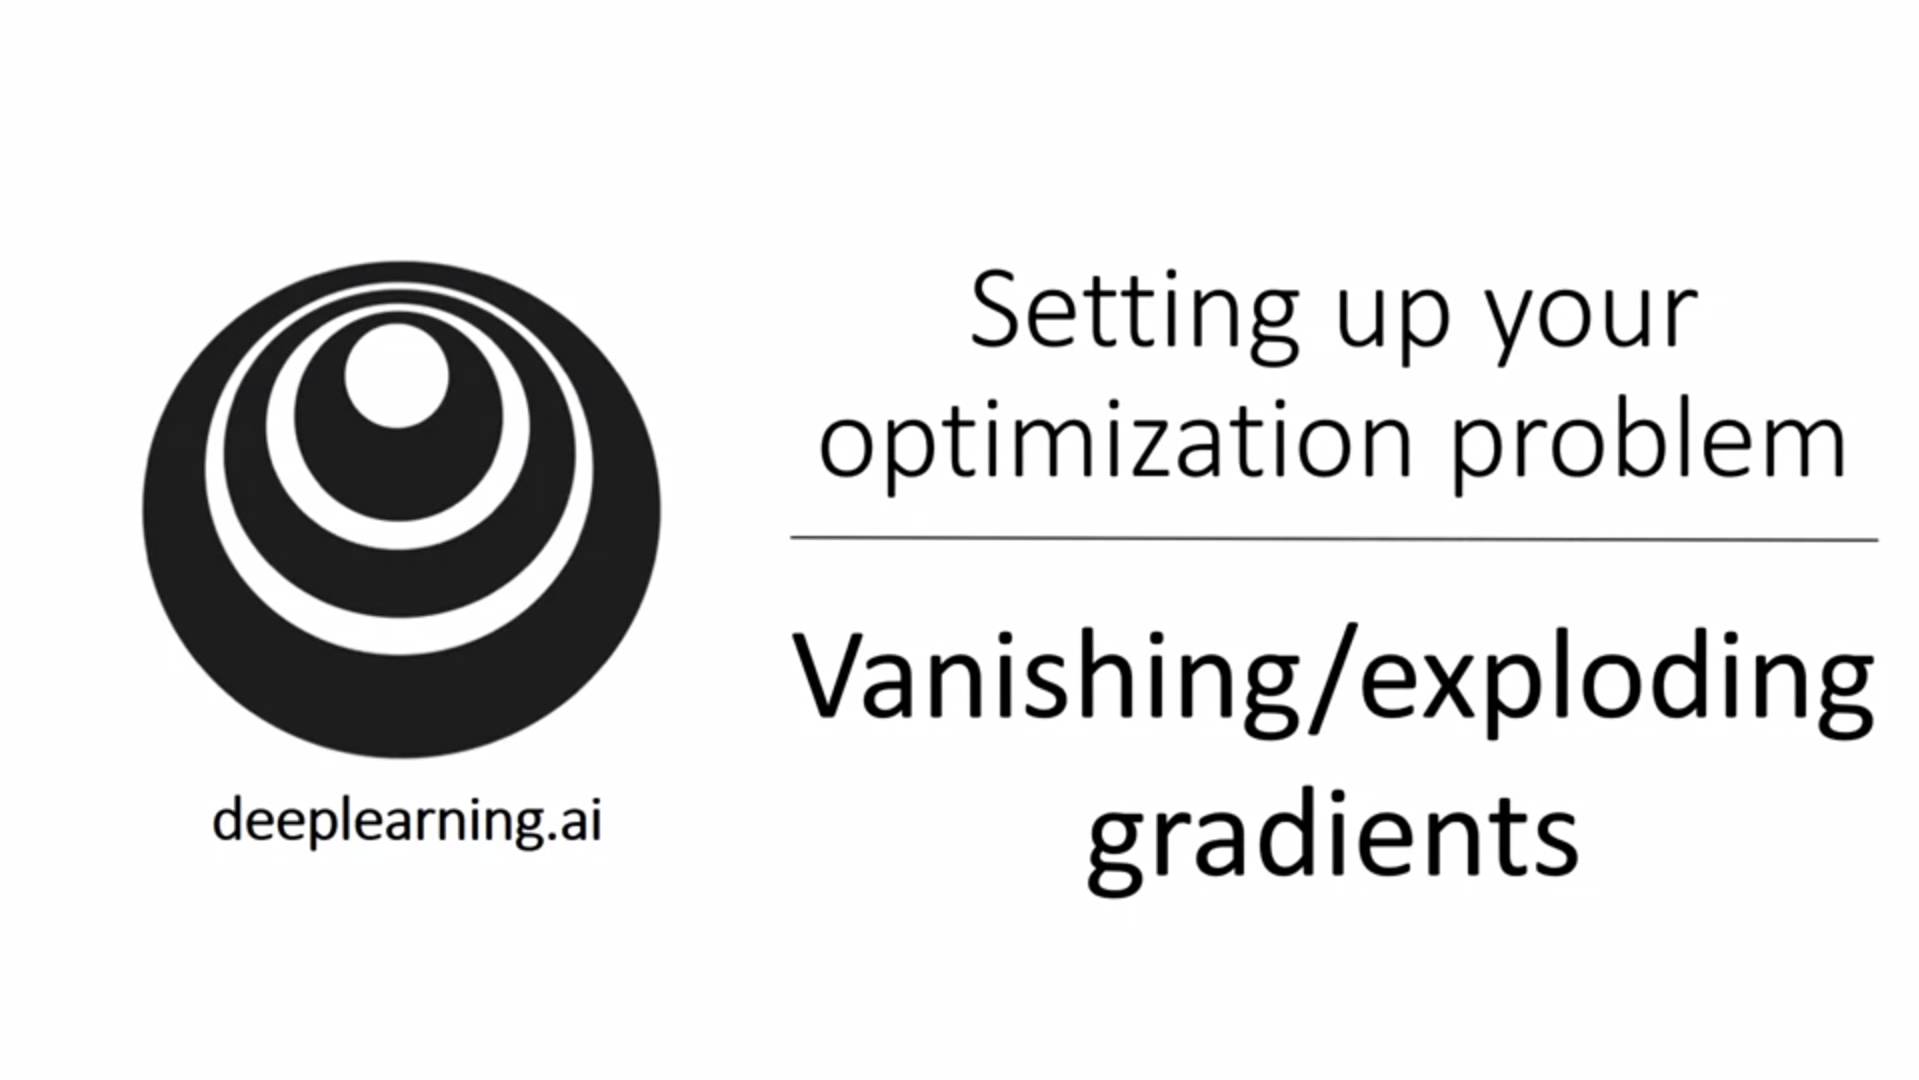 Setting up your
optimization problem
Vanishing/exploding
gradients
deeplearning.ai